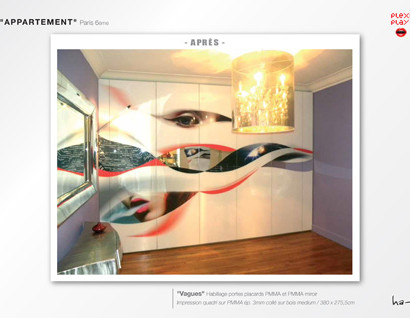 "APPARTEMENT" Paris 6ème
PLEXI
PLAY
- APRÈS -
"Vagues" Habillage portes placards PMMA et PMMA miroir
Impression quadri sur PMMA ép. 3mm collé sur bois medium / 380 x 275,5cm
ha-